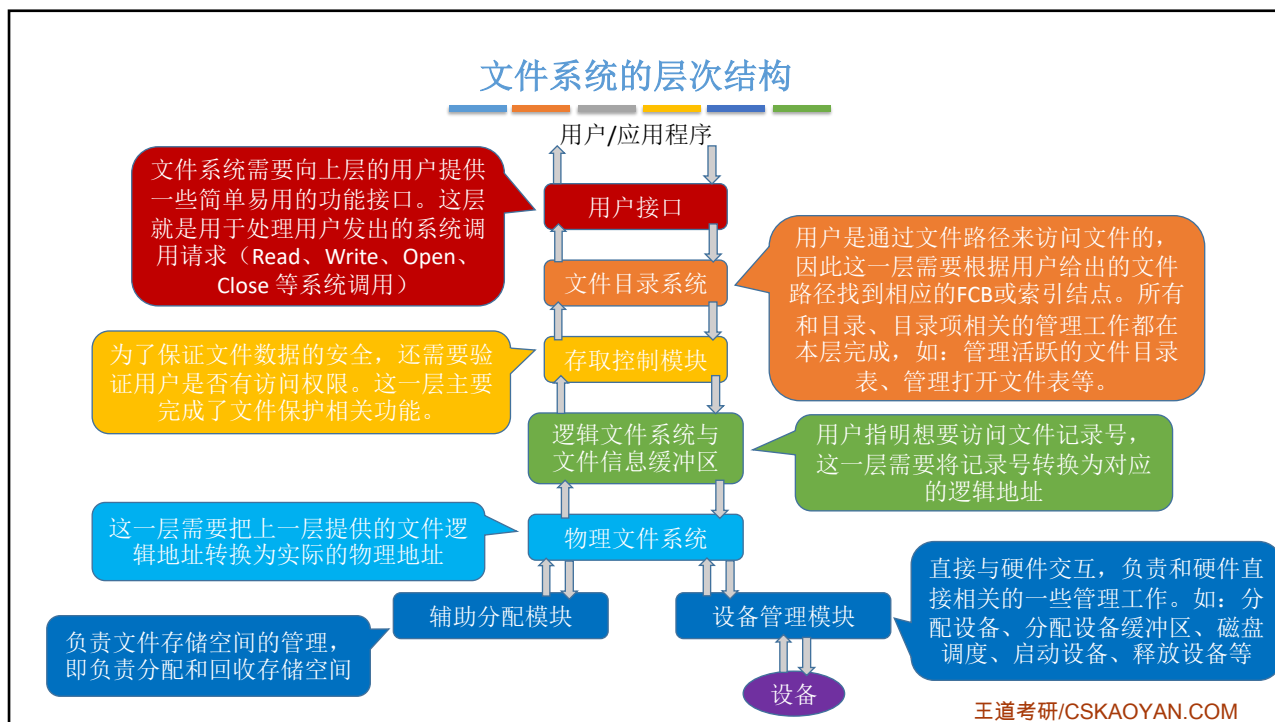 文件系统的层次结构
用户/应用程序
文件系统需要向上层的用户提供
一些简单易用的功能接口。这层
就是用于处理用户发出的系统调
用请求（Read、Write、Open、
Close 等系统调用）
用户接口
用户是通过文件路径来访问文件的，
因此这一层需要根据用户给出的文件
路径找到相应的FCB或索引结点。所有
和目录、目录项相关的管理工作都在
本层完成，如：管理活跃的文件目录
表、管理打开文件表等。
文件目录系统
为了保证文件数据的安全，还需要验
证用户是否有访问权限。这一层主要
完成了文件保护相关功能。
存取控制模块
逻辑文件系统与
文件信息缓冲区
用户指明想要访问文件记录号，
这一层需要将记录号转换为对应
的逻辑地址
这一层需要把上一层提供的文件逻
辑地址转换为实际的物理地址
物理文件系统
辅助分配模块
设备管理模块
直接与硬件交互，负责和硬件直
接相关的一些管理工作。如：分
配设备、分配设备缓冲区、磁盘
调度、启动设备、释放设备等
负责文件存储空间的管理，
即负责分配和回收存储空间
设备
王道考研/CSKAOYAN.COM